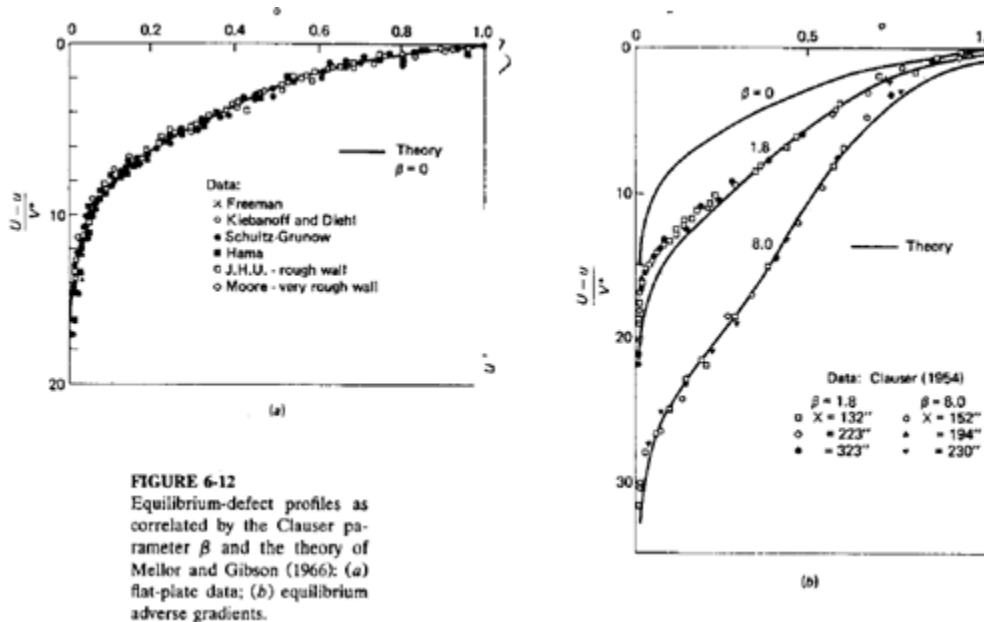 0 0.2 0.4 0.6 0.8 1.0
0
10
20
U − u
V*
Theory
β = 0
Data:
× Freeman
○ Klebanoff and Diehl
● Schultz-Grunow
■ Hama
□ J.H.U. - rough wall
◇ Moore - very rough wall
(a)
0 0.5 1.0
0
10
20
30
U − u
V*
β = 0
1.8
8.0
Theory
Data: Clauser (1954)
β = 1.8 β = 8.0
□ X = 132" ○ X = 152"
◇ = 223" ▲ = 194"
● = 323" ▼ = 230"
(b)
FIGURE 6-12
Equilibrium-defect profiles as
correlated by the Clauser pa-
rameter β and the theory of
Mellor and Gibson (1966): (a)
flat-plate data; (b) equilibrium
adverse gradients.